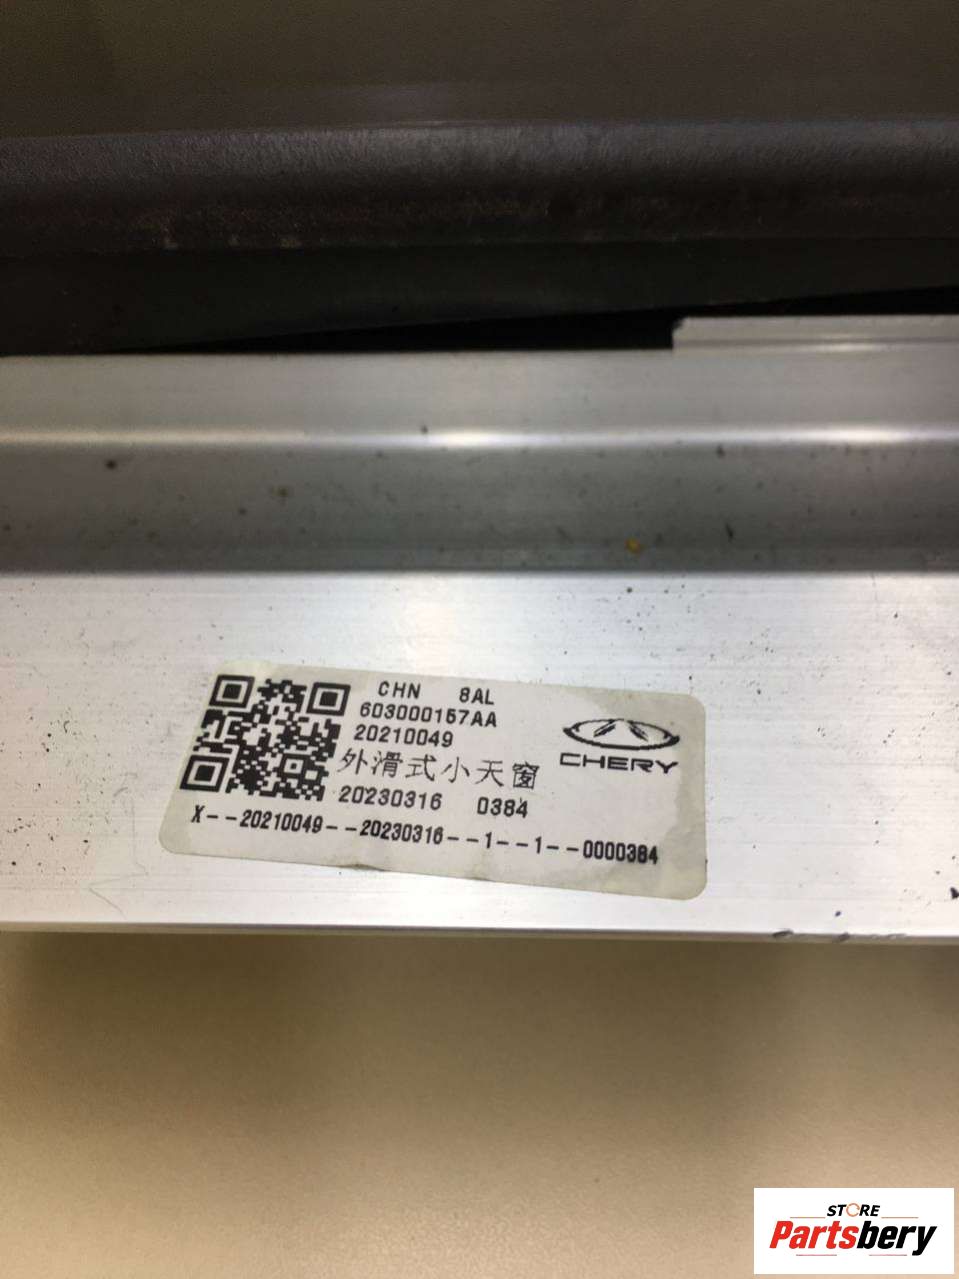 CHN 8AL
603000157AA
20210049
CHERY
外滑式小天窗
20230316 0384
X--20210049--20230316--1--1--0000384
STORE
Partsbery